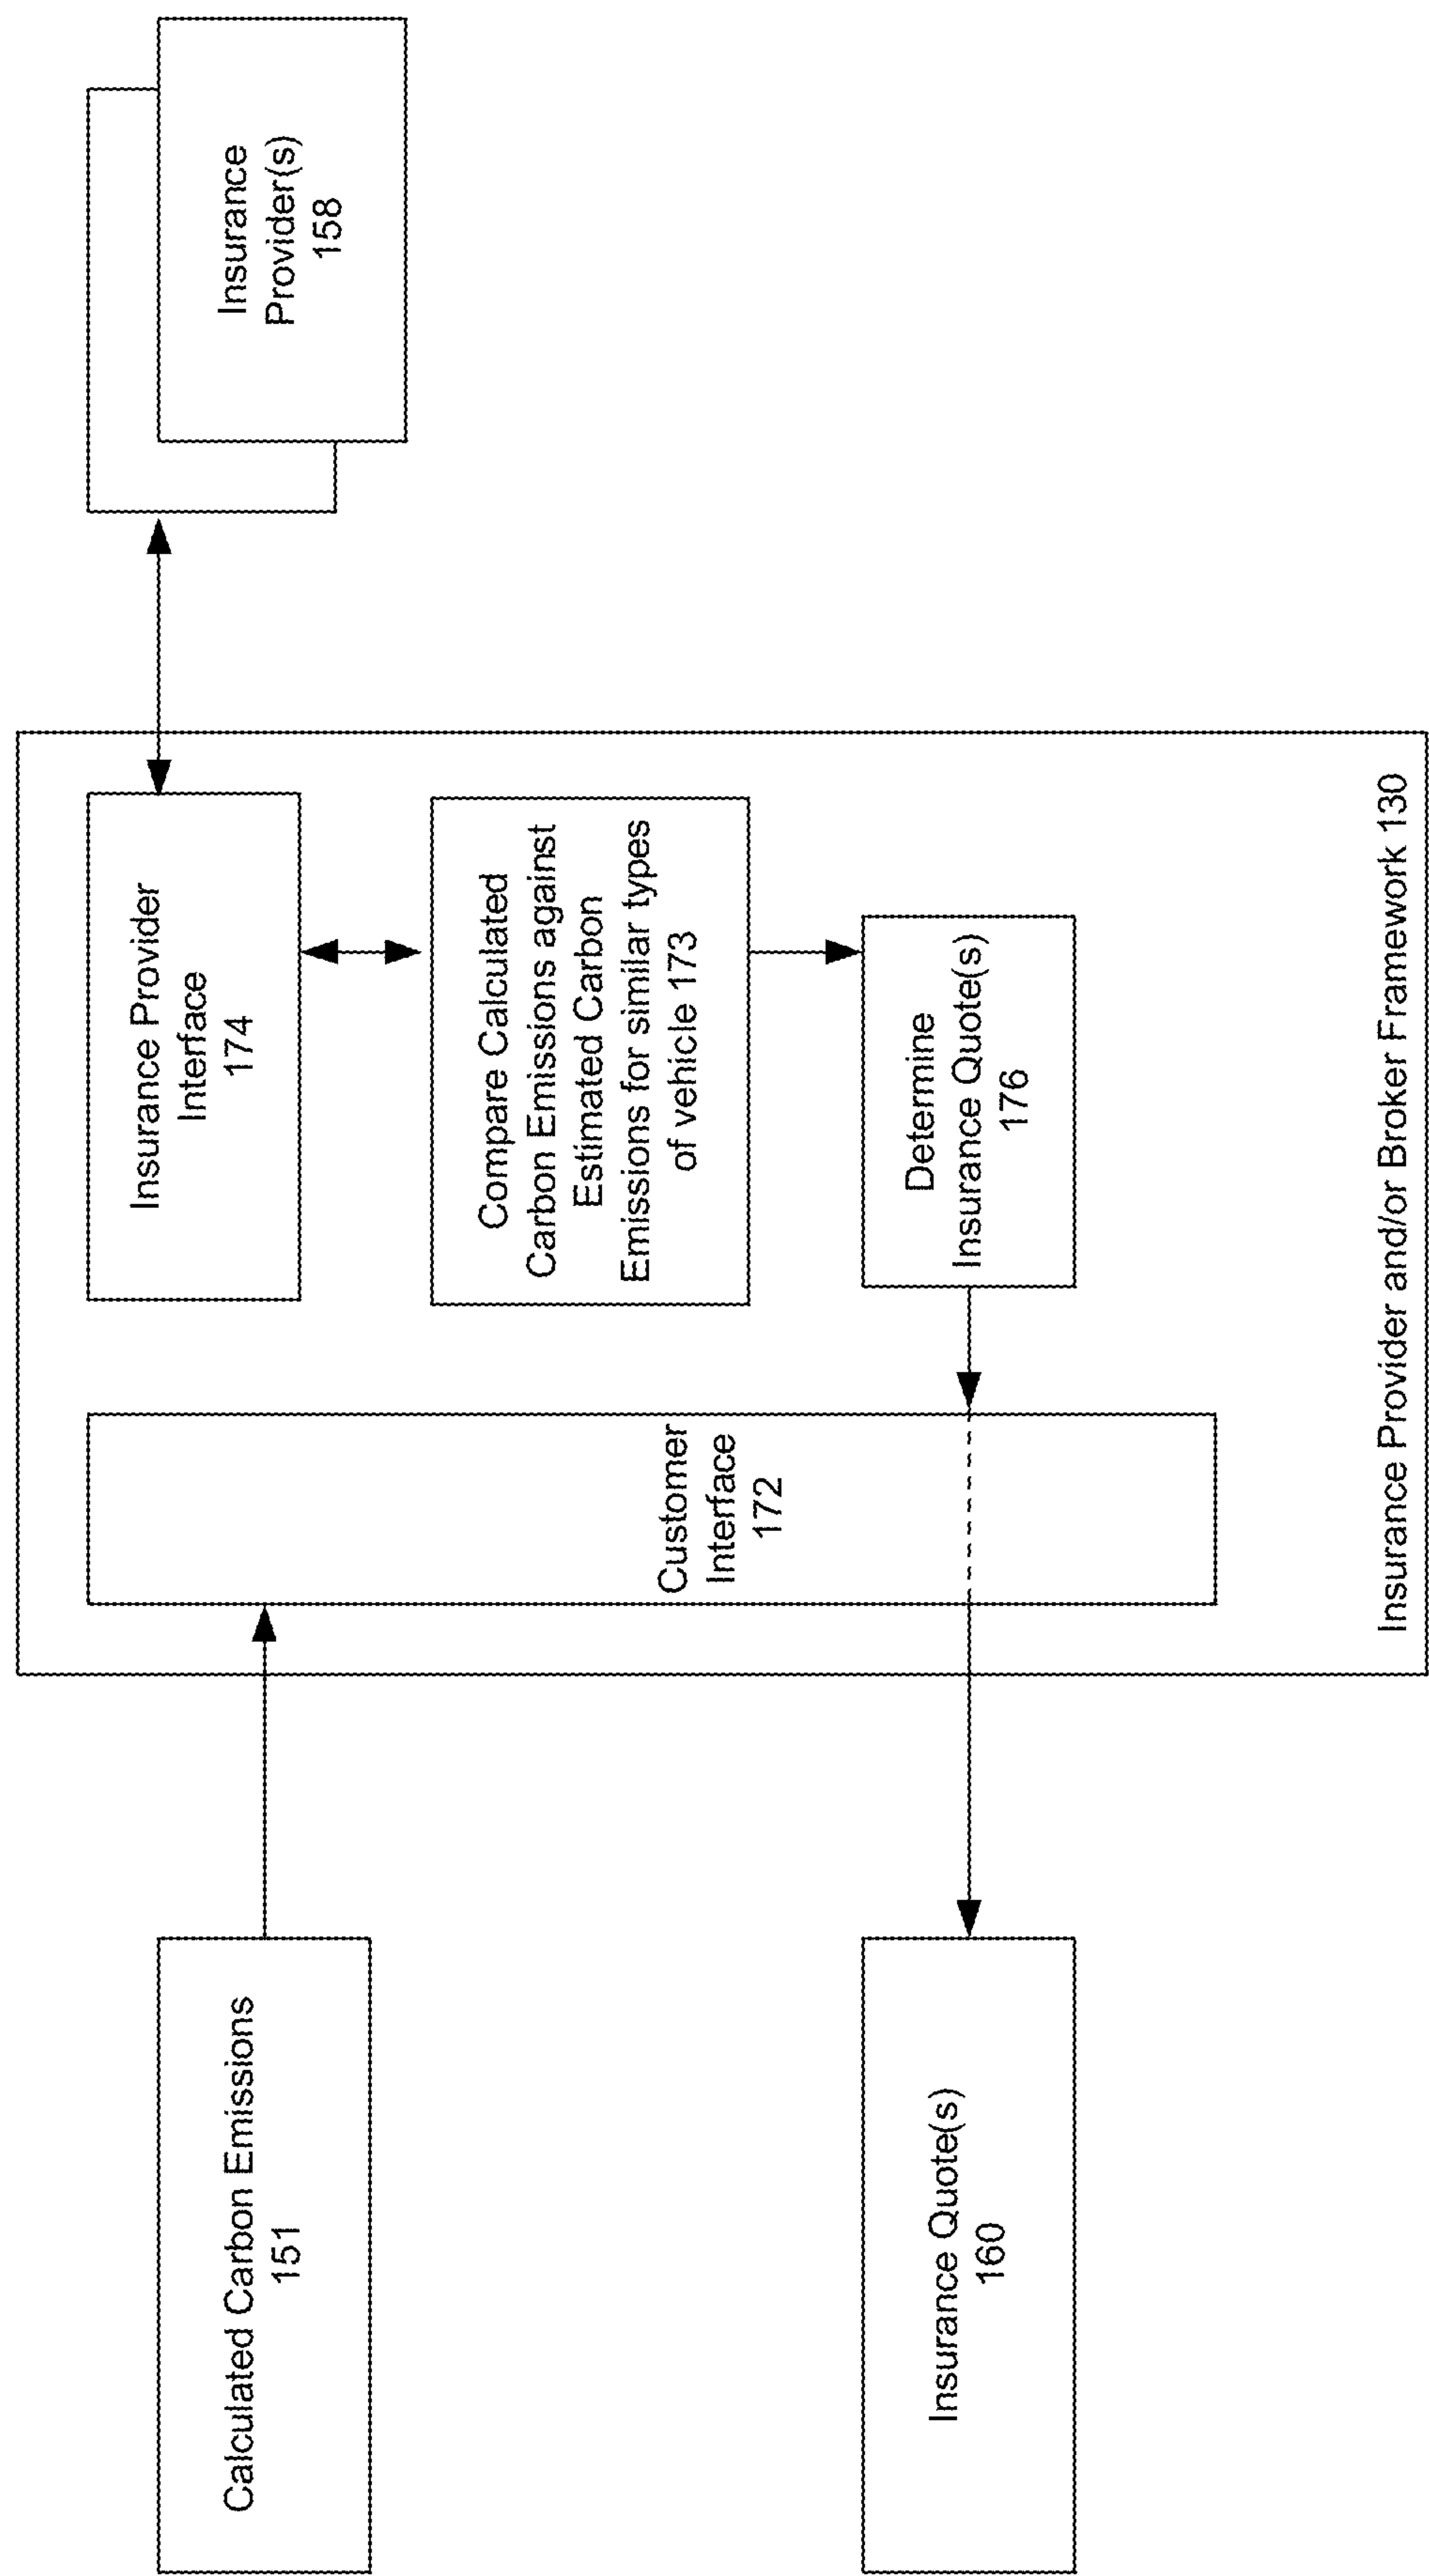 Calculated Carbon Emissions
151
Insurance Quote(s)
160
Customer
Interface
172
Insurance Provider
Interface
174
Compare Calculated
Carbon Emissions against
Estimated Carbon
Emissions for similar types
of vehicle 173
Determine
Insurance Quote(s)
176
Insurance Provider and/or Broker Framework 130
Insurance
Provider(s)
158